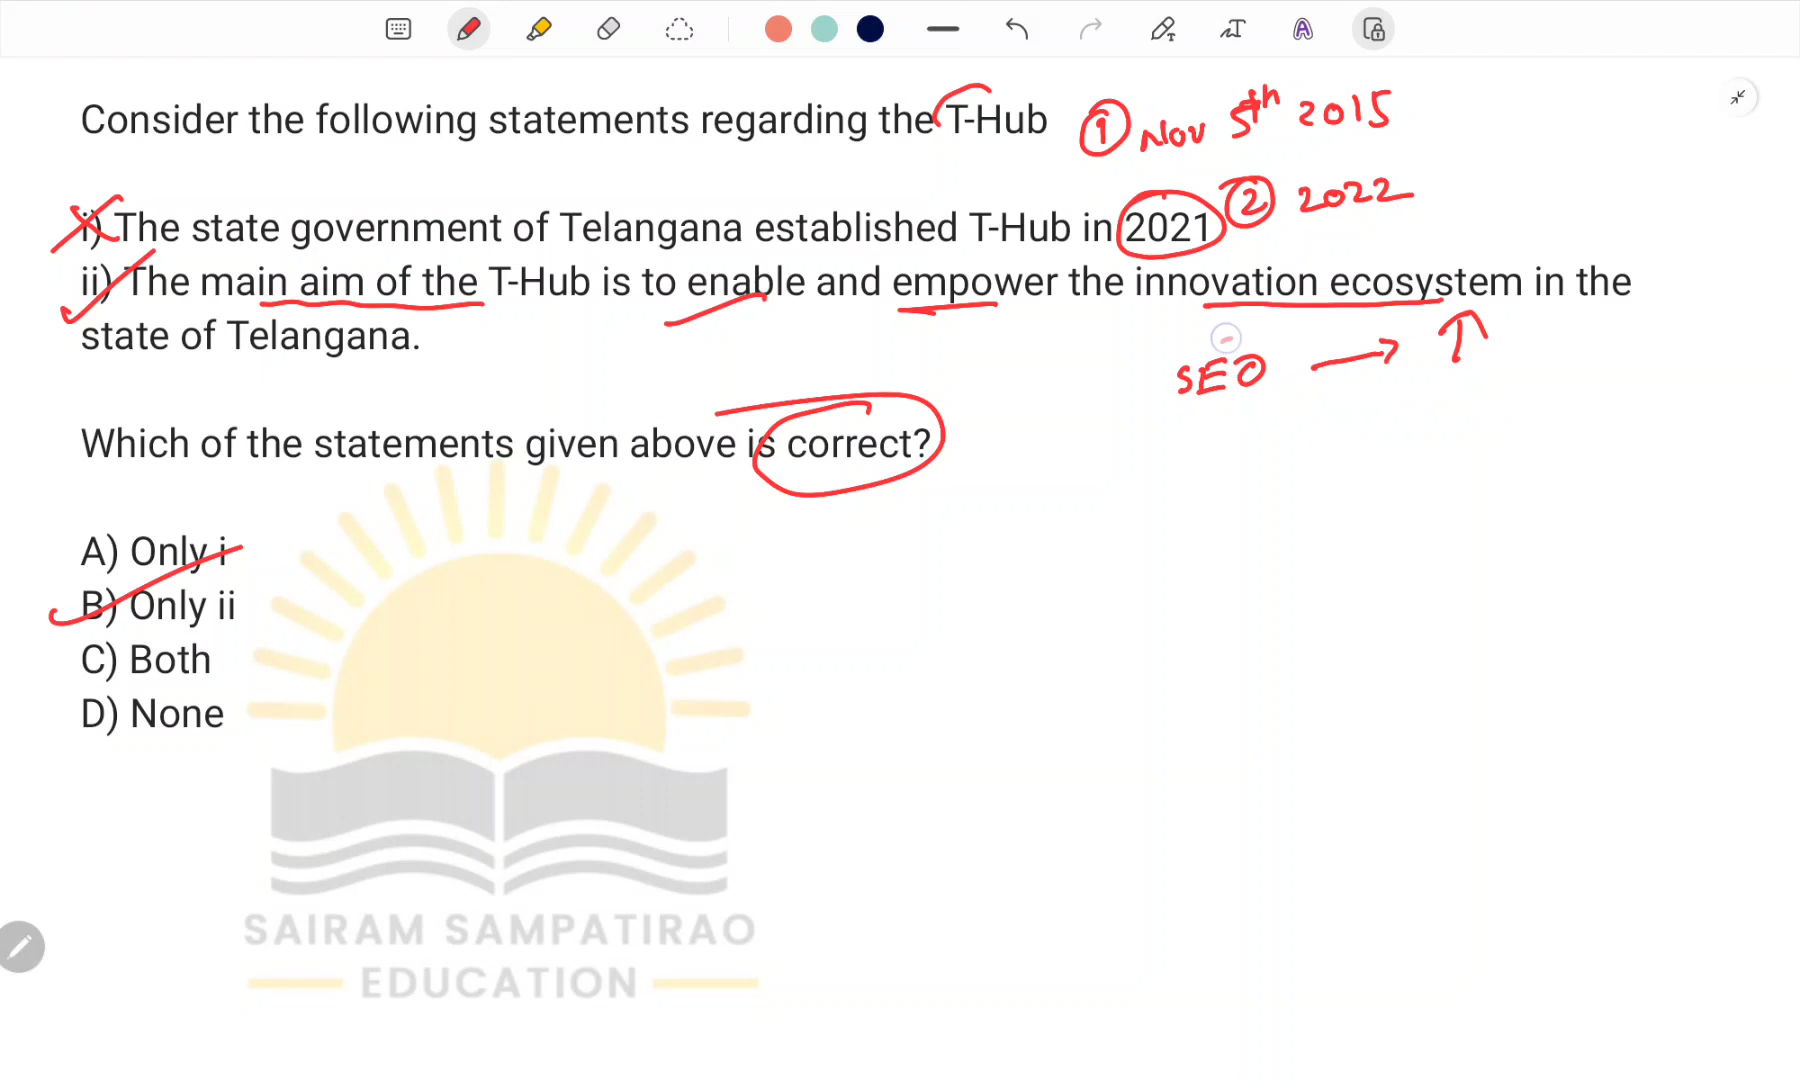 Consider the following statements regarding the T-Hub
① Nov 5th 2015
i) The state government of Telangana established T-Hub in 2021
② 2022
ii) The main aim of the T-Hub is to enable and empower the innovation ecosystem in the
state of Telangana.
SEO → ↑
Which of the statements given above is correct?
A) Only i
B) Only ii
C) Both
D) None
SAIRAM SAMPATIRAO
EDUCATION